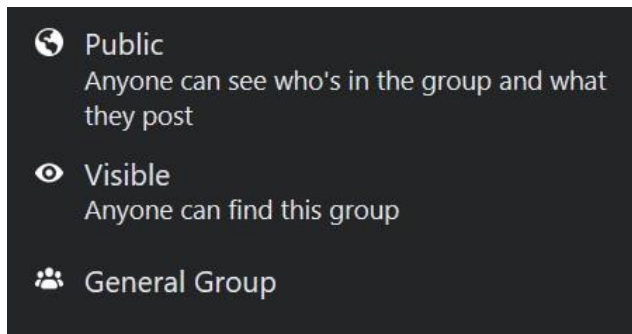 Public
Anyone can see who's in the group and what
they post
Visible
Anyone can find this group
General Group